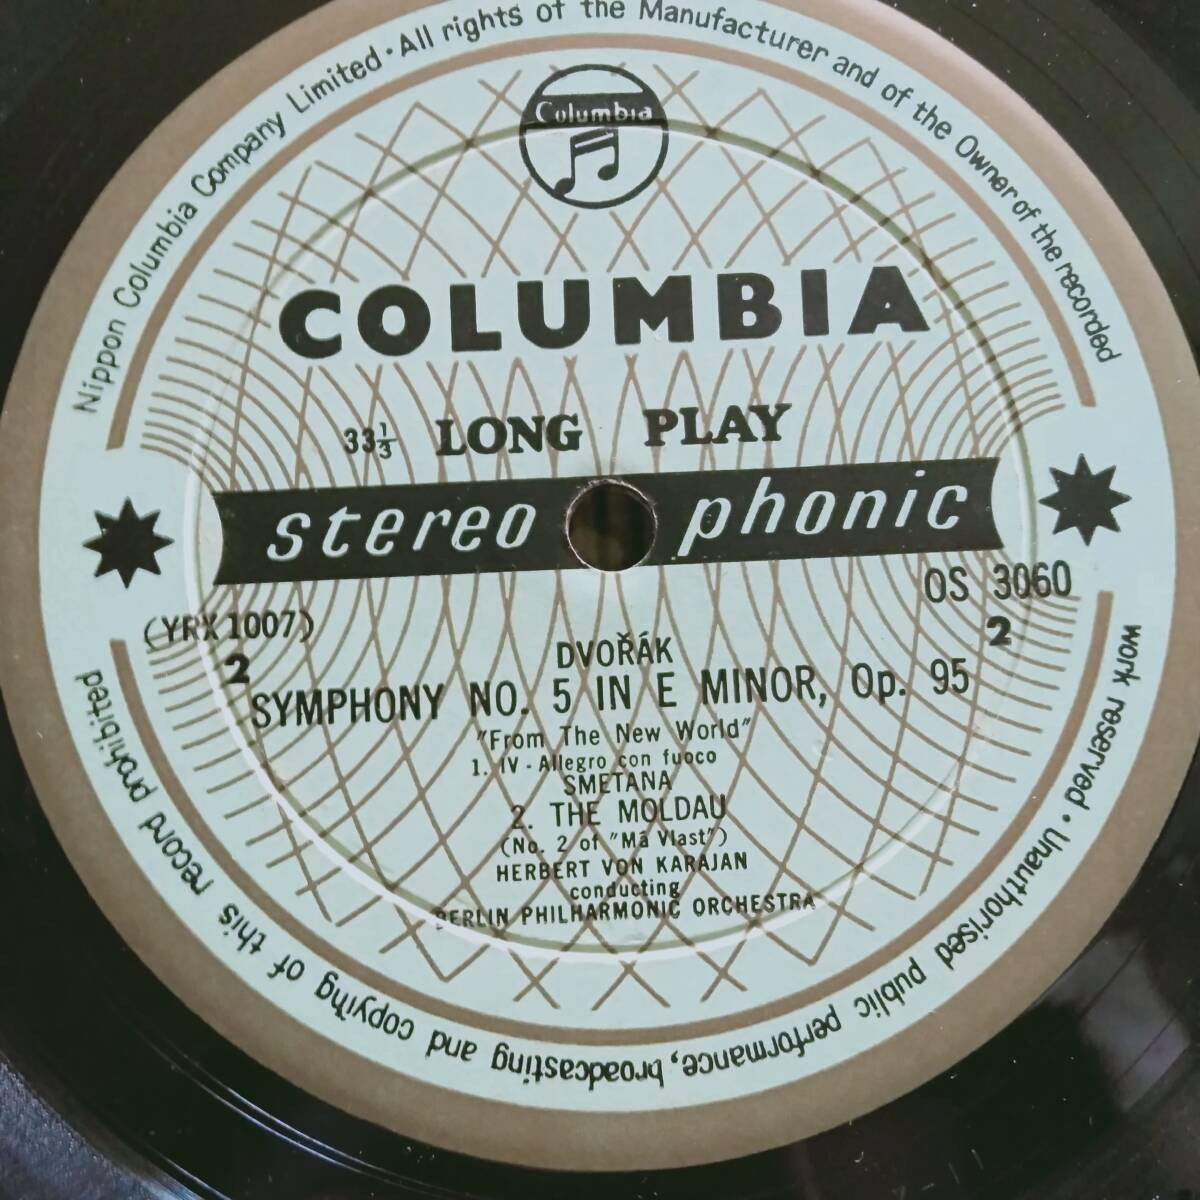 Nippon Columbia Company Limited · All rights of the Manufacturer and of the Owner of the recorded
work reserved · Unauthorised public performance, broadcasting and copying of this record prohibited
Columbia
COLUMBIA
33⅓ LONG PLAY
stereo phonic
OS 3060
2
(YRX1007)
2
DVOŘÁK
SYMPHONY NO. 5 IN E MINOR, Op. 95
"From The New World"
1. IV - Allegro con fuoco
SMETANA
2. THE MOLDAU
(No. 2 of "Mā Vlast")
HERBERT VON KARAJAN
conducting
BERLIN PHILHARMONIC ORCHESTRA